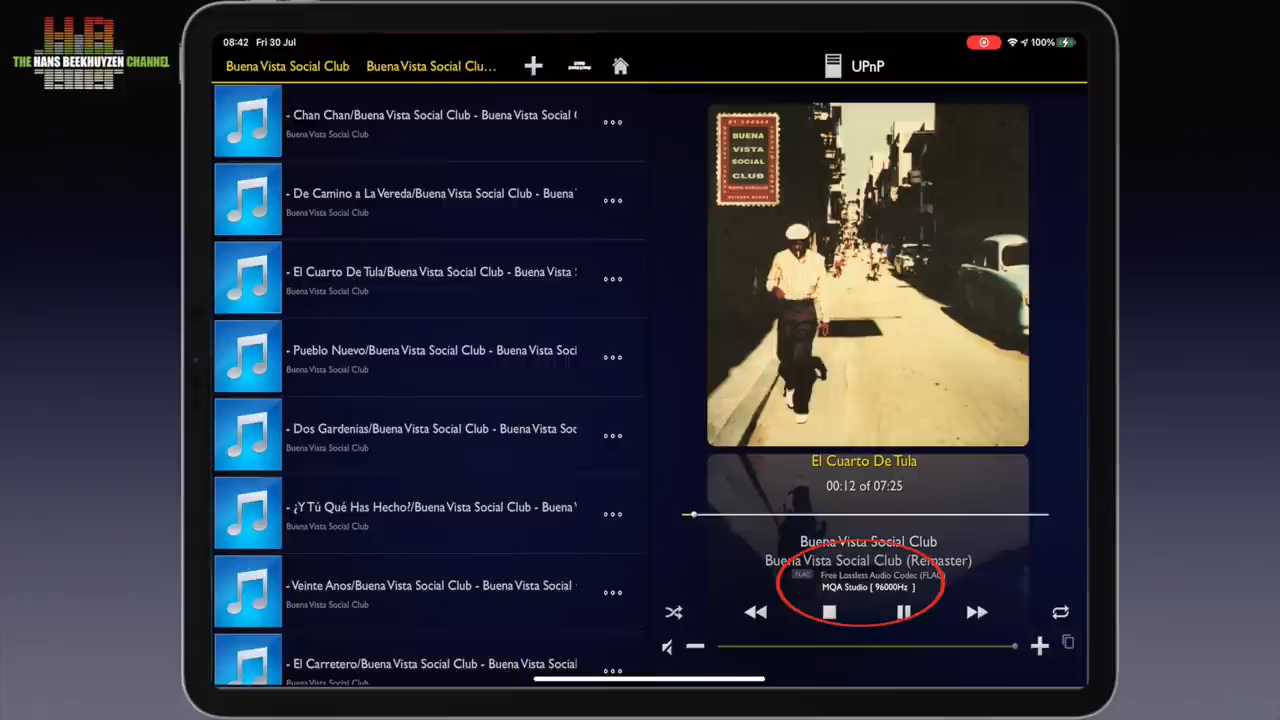 THE HANS BEEKHUYZEN CHANNEL
08:42 Fri 30 Jul
100%
Buena Vista Social Club Buena Vista Social Clu...
UPnP
- Chan Chan/Buena Vista Social Club - Buena Vista Social (
Buena Vista Social Club
- De Camino a La Vereda/Buena Vista Social Club - Buena
Buena Vista Social Club
- El Cuarto De Tula/Buena Vista Social Club - Buena Vista
Buena Vista Social Club
- Pueblo Nuevo/Buena Vista Social Club - Buena Vista Soci
Buena Vista Social Club
- Dos Gardenias/Buena Vista Social Club - Buena Vista Soc
Buena Vista Social Club
- ¿Y Tú Qué Has Hecho?/Buena Vista Social Club - Buena
Buena Vista Social Club
- Veinte Anos/Buena Vista Social Club - Buena Vista Social
Buena Vista Social Club
- El Carretero/Buena Vista Social Club - Buena Vista Social
Buena Vista Social Club
BUENA
VISTA
SOCIAL
CLUB
El Cuarto De Tula
00:12 of 07:25
Buena Vista Social Club
Buena Vista Social Club (Remaster)
FLAC Free Lossless Audio Codec (FLAC
MQA Studio [ 96000Hz ]